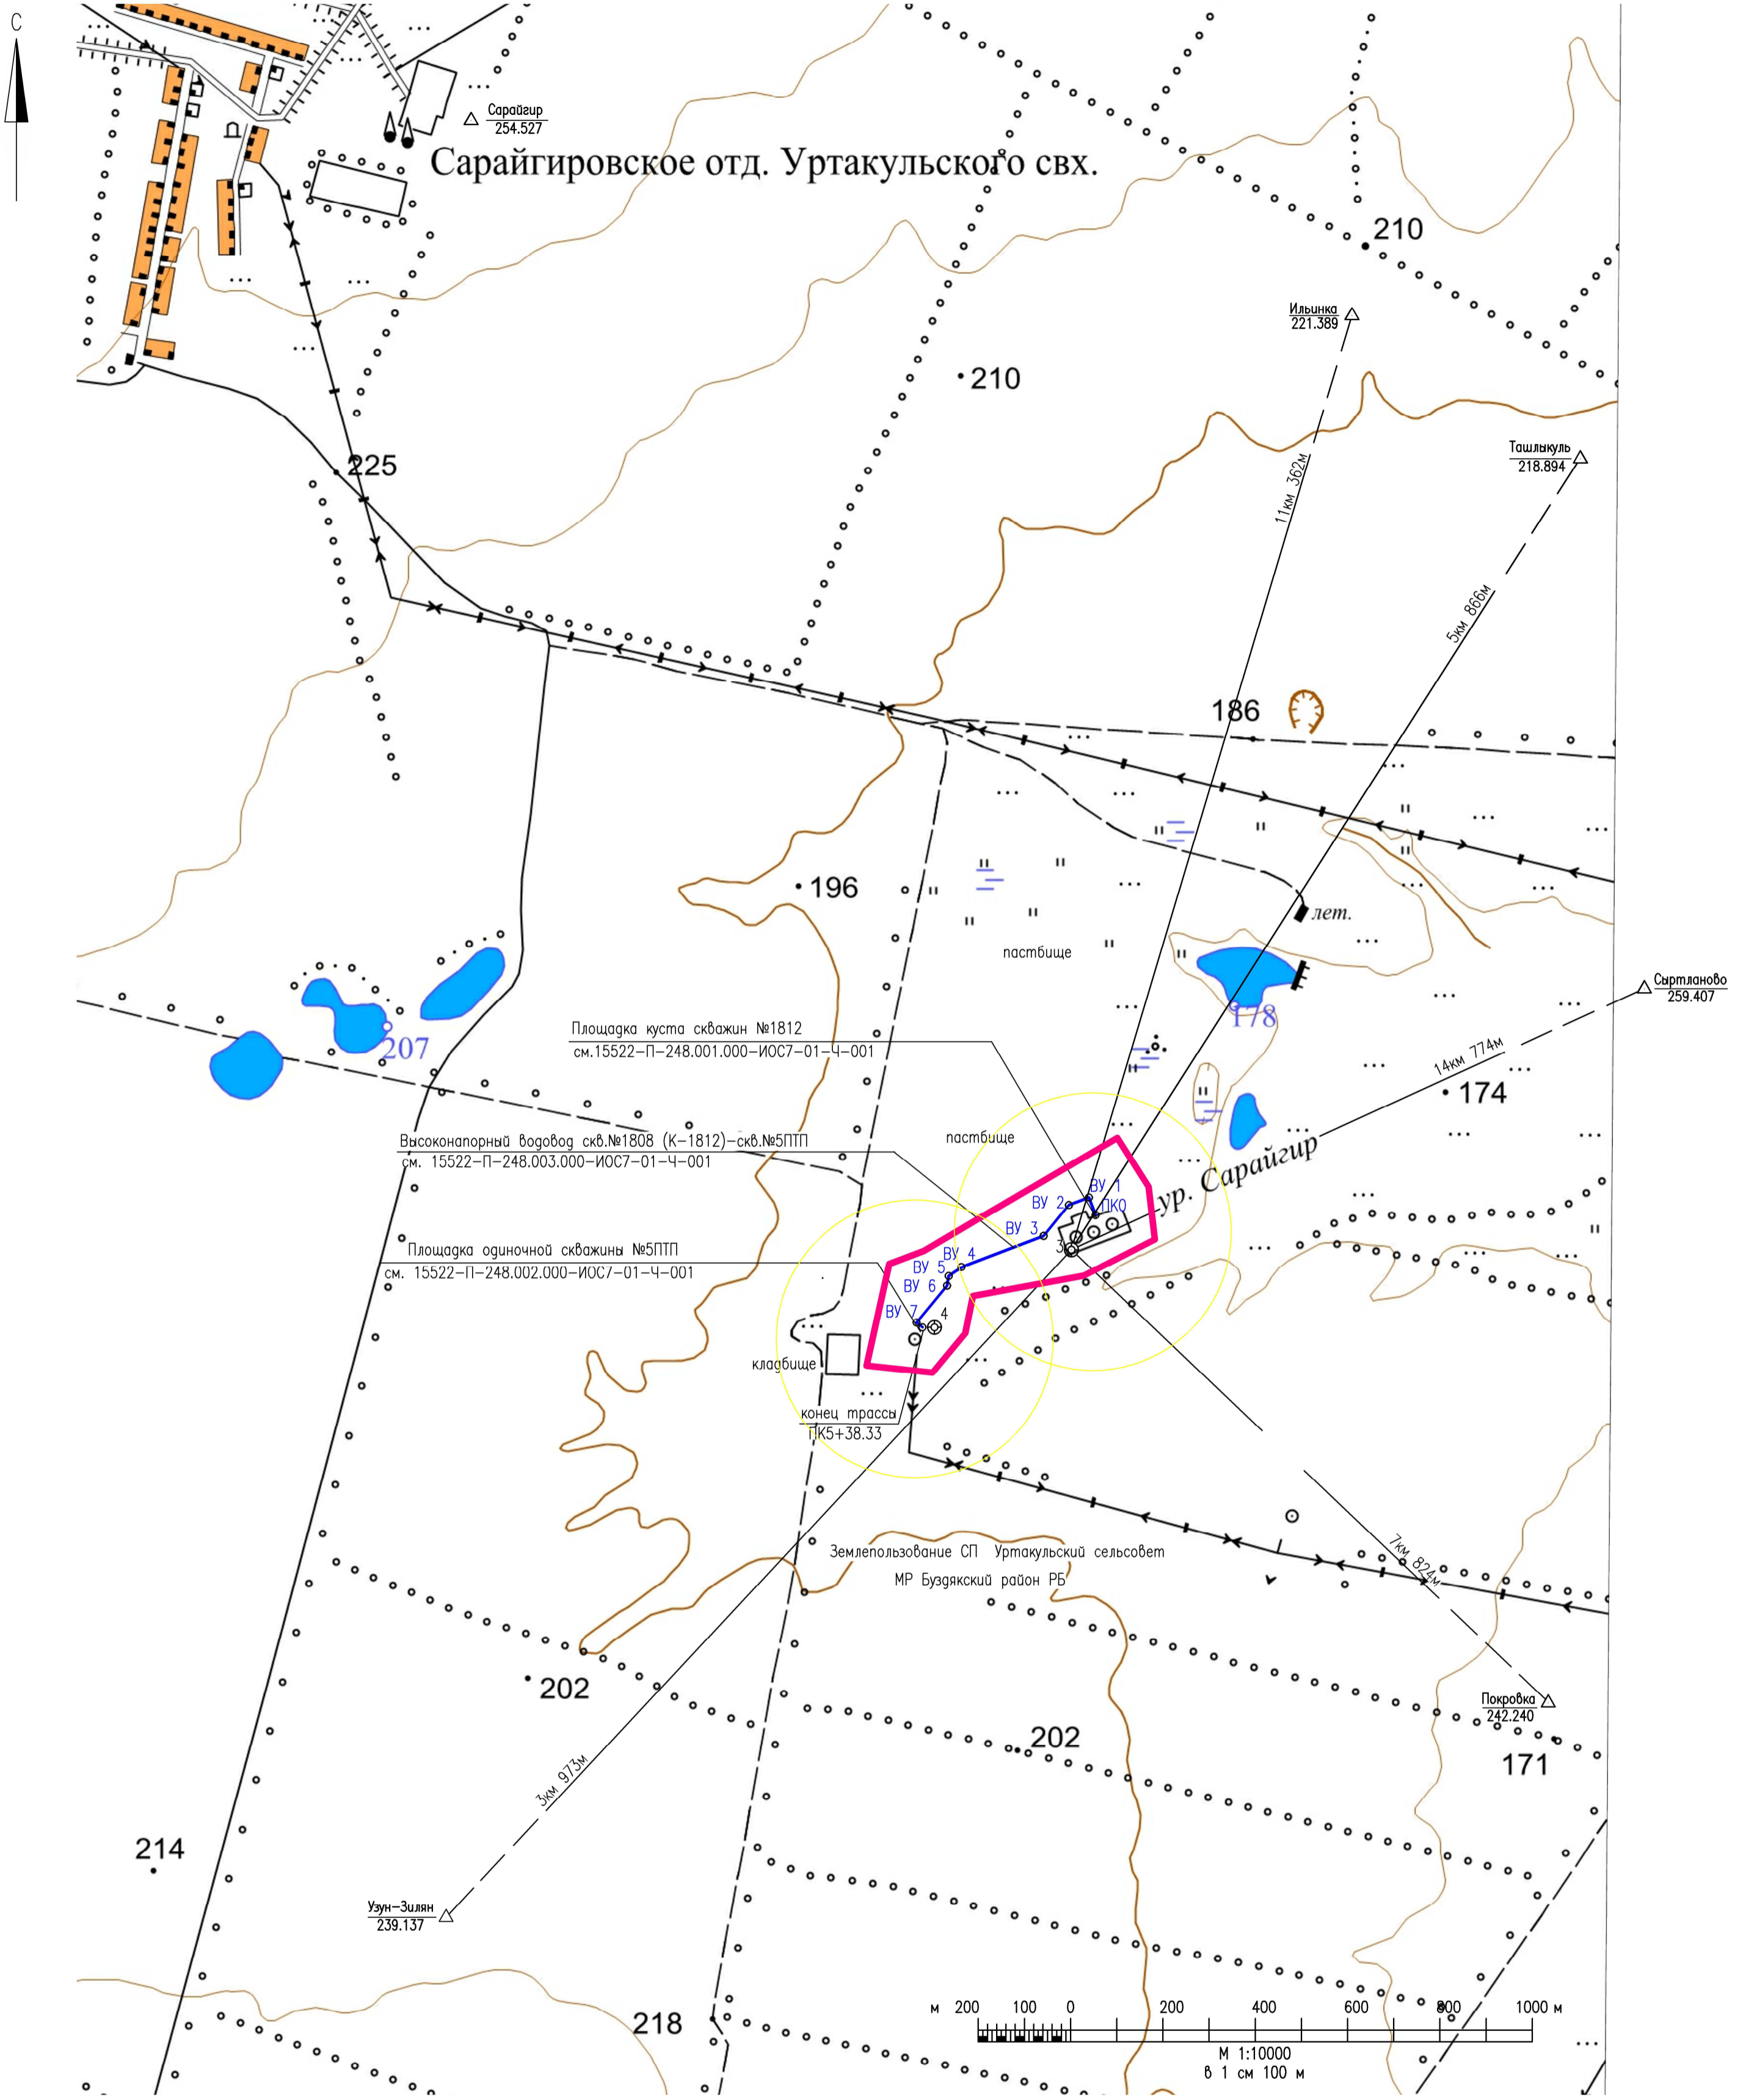 С
Сарайгир
254.527
Сарайгировское отд. Уртакульского свх.
210
Ильинка
221.389
210
Ташлыкуль
218.894
225
11км 362м
5км 866м
186
196
лет.
пастбище
Сыртланово
259.407
178
207
Площадка куста скважин №1812
см.15522-П-248.001.000-ИОС7-01-Ч-001
14км 774м
174
Высоконапорный водовод скв.№1808 (К-1812)-скв.№5ПТП
см. 15522-П-248.003.000-ИОС7-01-Ч-001
пастбище
ур. Сарайгир
ВУ 1
ВУ 2
ПК0
ВУ 3
3
Площадка одиночной скважины №5ПТП
см. 15522-П-248.002.000-ИОС7-01-Ч-001
ВУ 4
ВУ 5
ВУ 6
ВУ 7
4
кладбище
конец трассы
ПК5+38.33
Землепользование СП Уртакульский сельсовет
МР Буздякский район РБ
7км 824м
202
Покровка
242.240
202
171
3км 973м
214
Узун-Зилян
239.137
218
м 200 100 0 200 400 600 800 1000 м
М 1:10000
в 1 см 100 м